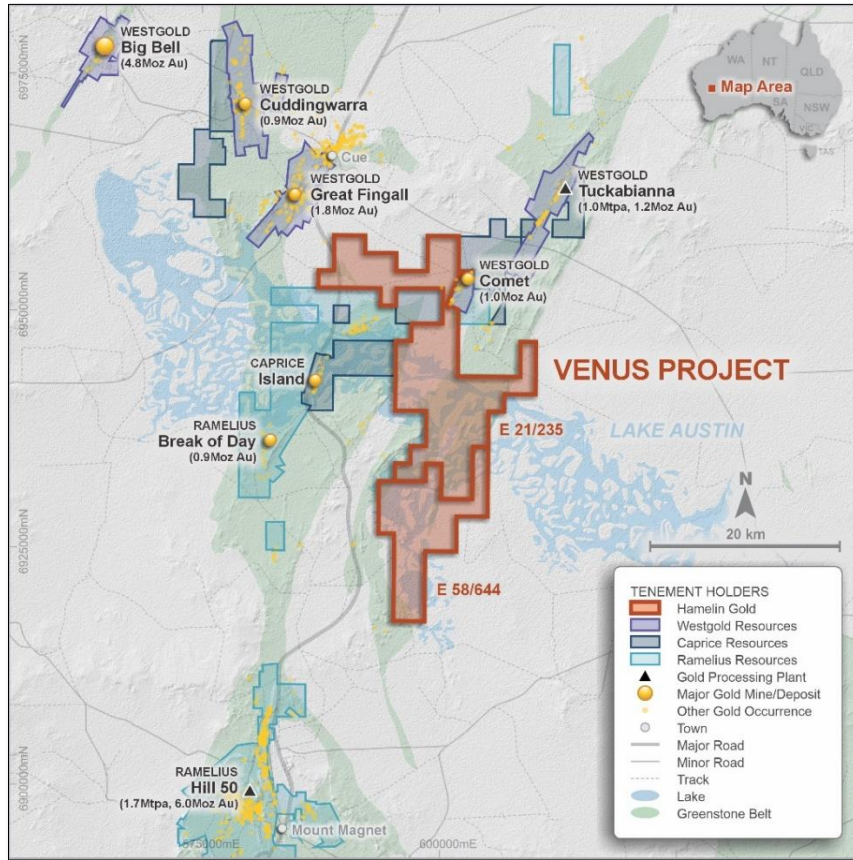 WESTGOLD
Big Bell
(4.8Moz Au)
WESTGOLD
Cuddingwarra
(0.9Moz Au)
Cue
WESTGOLD
Great Fingall
(1.8Moz Au)
WESTGOLD
Tuckabianna
(1.0Mtpa, 1.2Moz Au)
WESTGOLD
Comet
(1.0Moz Au)
CAPRICE
Island
RAMELIUS
Break of Day
(0.9Moz Au)
VENUS PROJECT
E 21/235
LAKE AUSTIN
E 58/644
RAMELIUS
Hill 50
(1.7Mtpa, 6.0Moz Au)
Mount Magnet
6975000mN
6950000mN
6925000mN
6900000mN
575000mE
600000mE
WA
NT
QLD
SA
NSW
VIC
TAS
Map Area
N
20 km
TENEMENT HOLDERS
Hamelin Gold
Westgold Resources
Caprice Resources
Ramelius Resources
Gold Processing Plant
Major Gold Mine/Deposit
Other Gold Occurrence
Town
Major Road
Minor Road
Track
Lake
Greenstone Belt